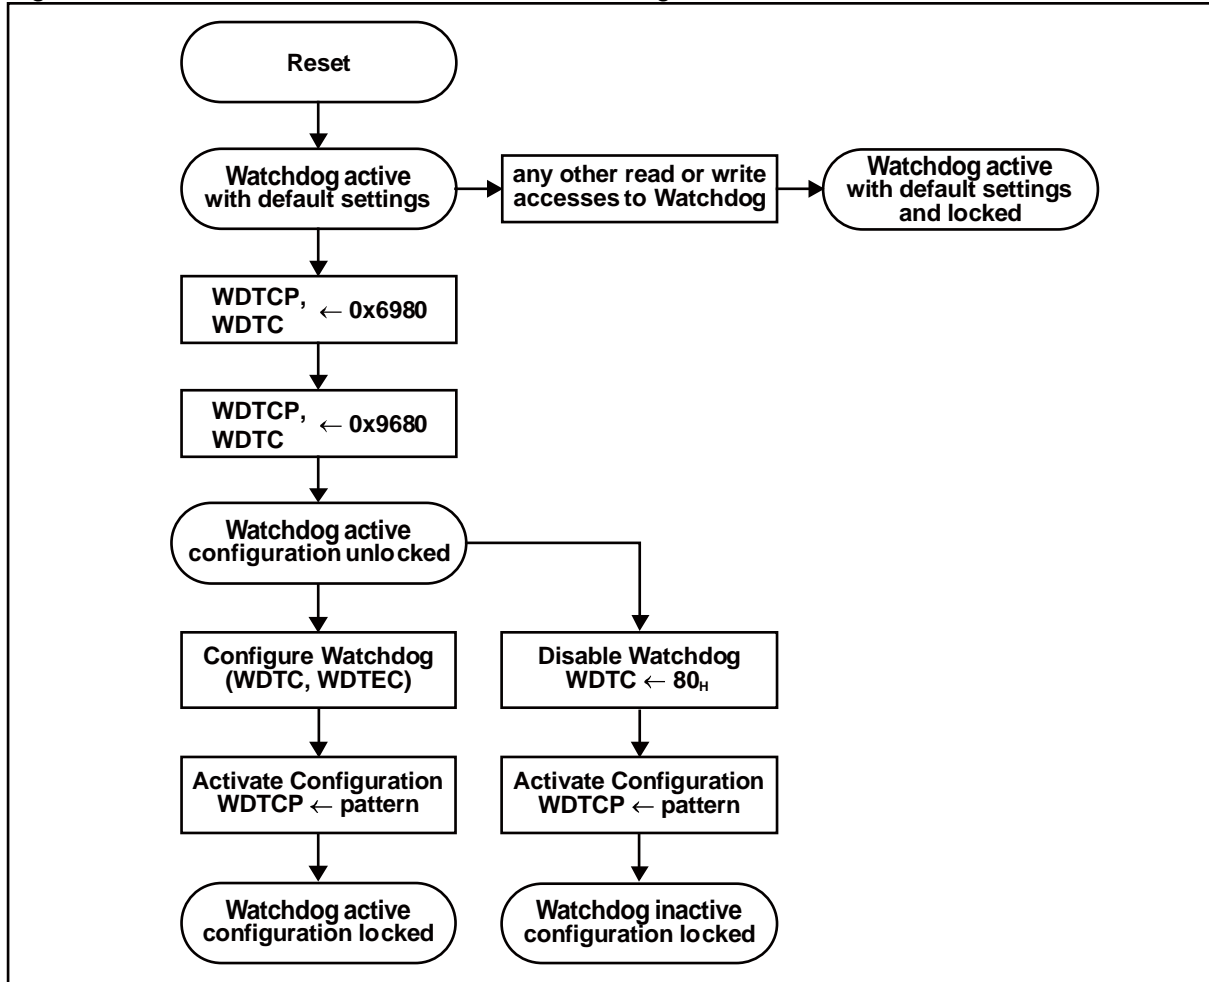 Reset
Watchdog active
with default settings
any other read or write
accesses to Watchdog
Watchdog active
with default settings
and locked
WDTCP,
WDTC ← 0x6980
WDTCP,
WDTC ← 0x9680
Watchdog active
configuration unlocked
Configure Watchdog
(WDTC, WDTEC)
Disable Watchdog
WDTC ← 80H
Activate Configuration
WDTCP ← pattern
Activate Configuration
WDTCP ← pattern
Watchdog active
configuration locked
Watchdog inactive
configuration locked